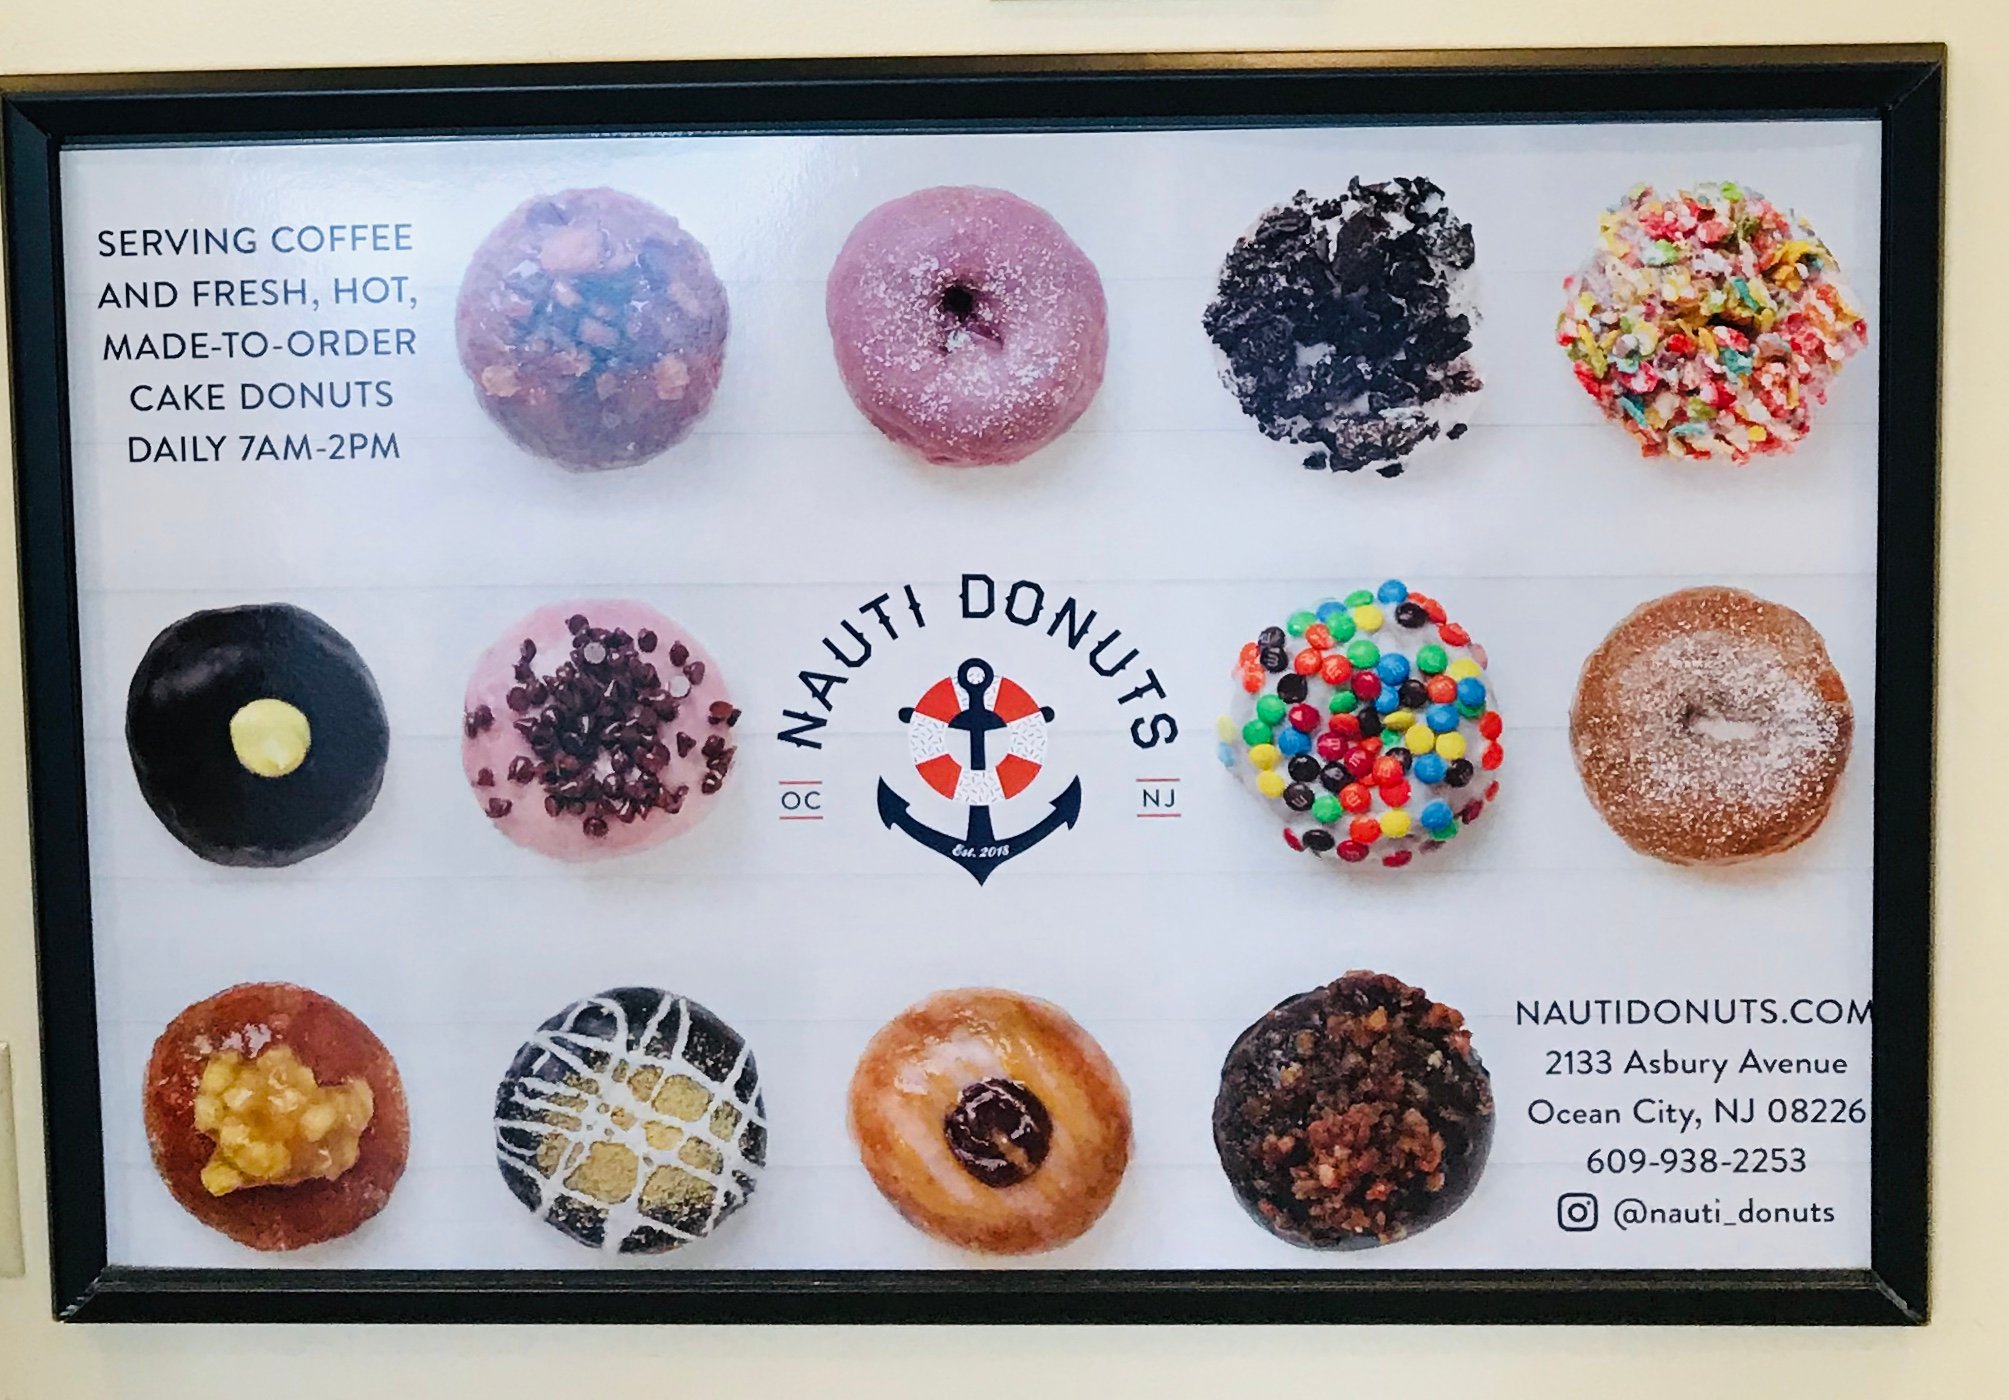 SERVING COFFEE
AND FRESH, HOT,
MADE-TO-ORDER
CAKE DONUTS
DAILY 7AM-2PM
NAUTI DONUTS
OC
NJ
Est. 2018
NAUTIDONUTS.COM
2133 Asbury Avenue
Ocean City, NJ 08226
609-938-2253
@nauti_donuts